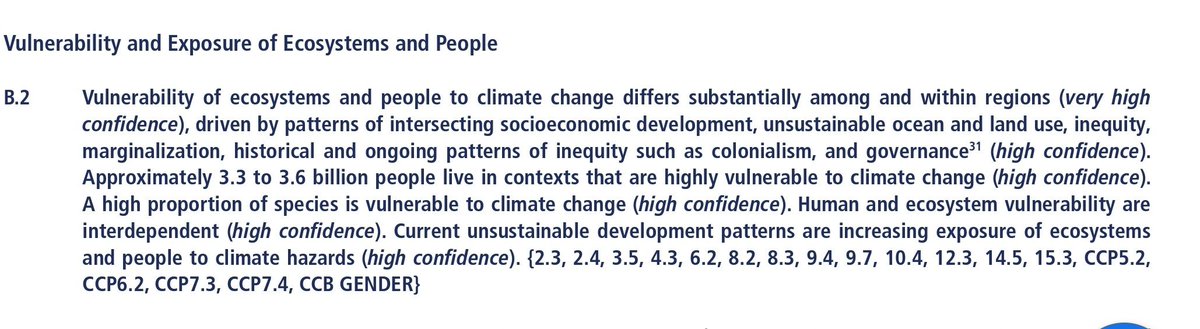 Vulnerability and Exposure of Ecosystems and People
B.2 Vulnerability of ecosystems and people to climate change differs substantially among and within regions (very high
confidence), driven by patterns of intersecting socioeconomic development, unsustainable ocean and land use, inequity,
marginalization, historical and ongoing patterns of inequity such as colonialism, and governance³¹ (high confidence).
Approximately 3.3 to 3.6 billion people live in contexts that are highly vulnerable to climate change (high confidence).
A high proportion of species is vulnerable to climate change (high confidence). Human and ecosystem vulnerability are
interdependent (high confidence). Current unsustainable development patterns are increasing exposure of ecosystems
and people to climate hazards (high confidence). {2.3, 2.4, 3.5, 4.3, 6.2, 8.2, 8.3, 9.4, 9.7, 10.4, 12.3, 14.5, 15.3, CCP5.2,
CCP6.2, CCP7.3, CCP7.4, CCB GENDER}